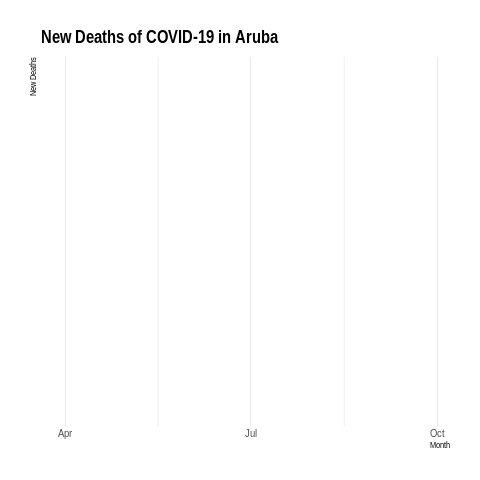 New Deaths of COVID-19 in Aruba
New Deaths
Apr
Jul
Oct
Month